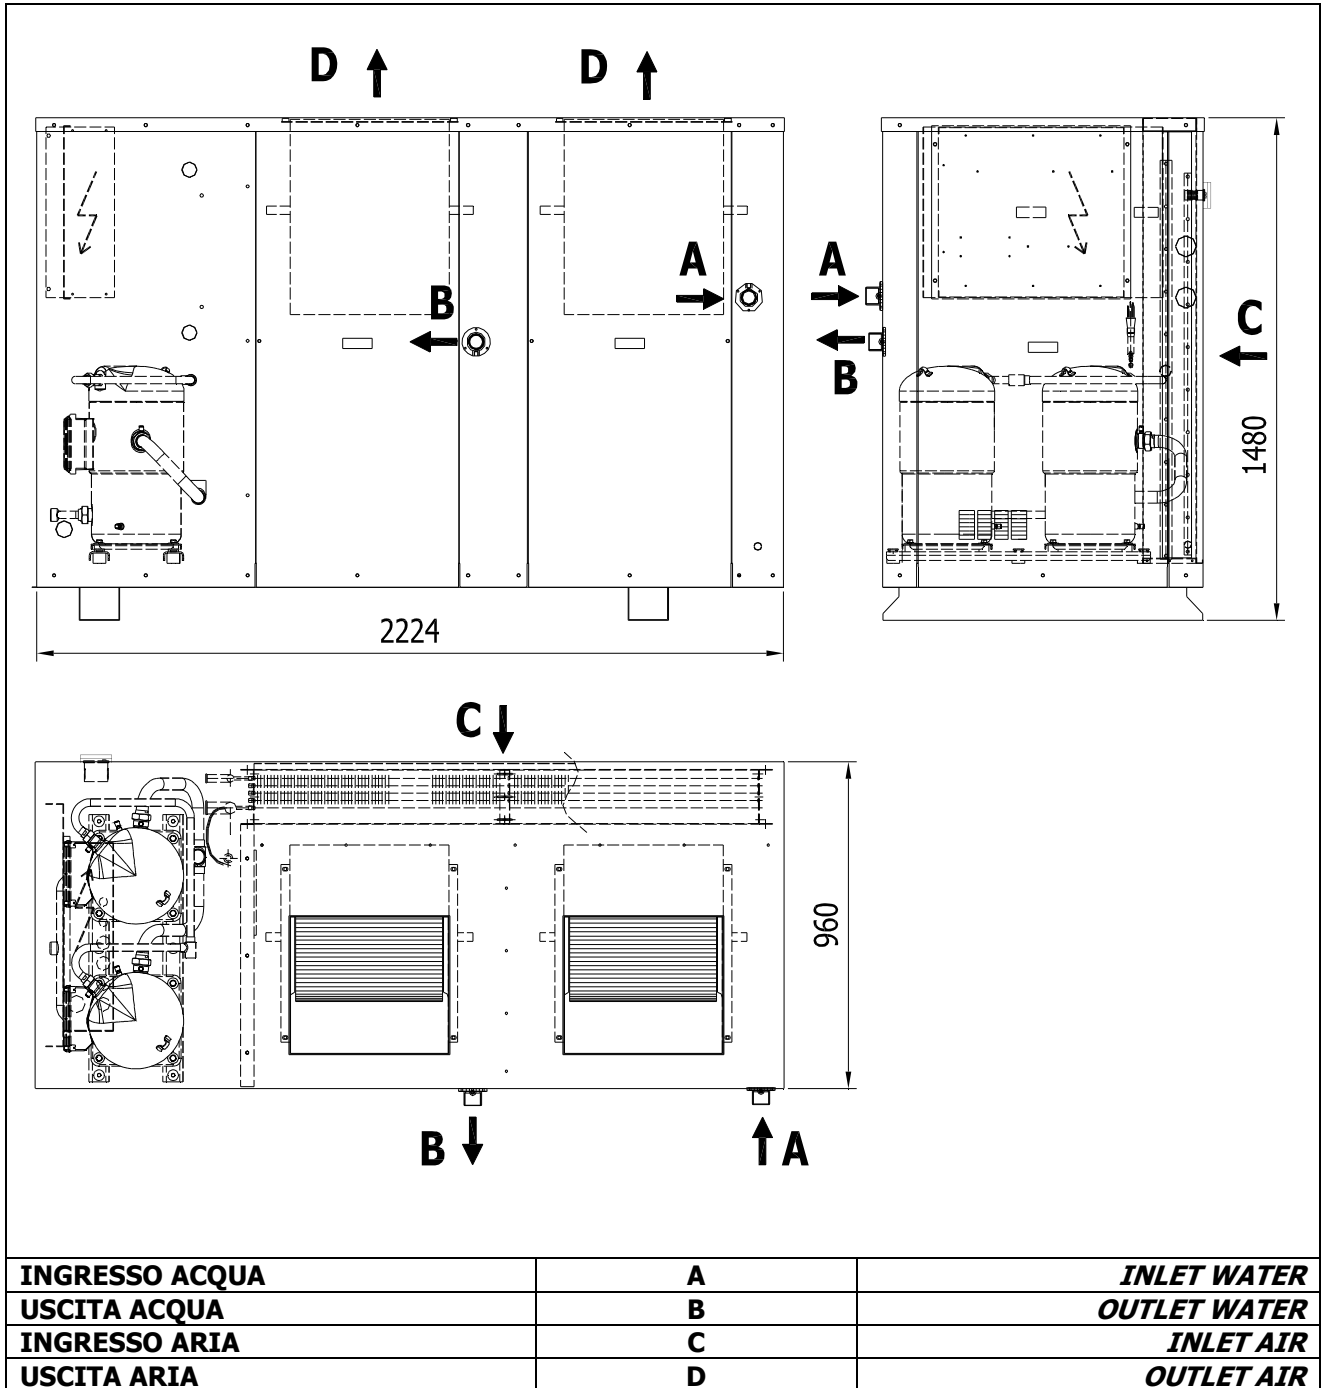 D D
A A
B C
B
1480
2224
C
960
B A
INGRESSO ACQUA A INLET WATER
USCITA ACQUA B OUTLET WATER
INGRESSO ARIA C INLET AIR
USCITA ARIA D OUTLET AIR